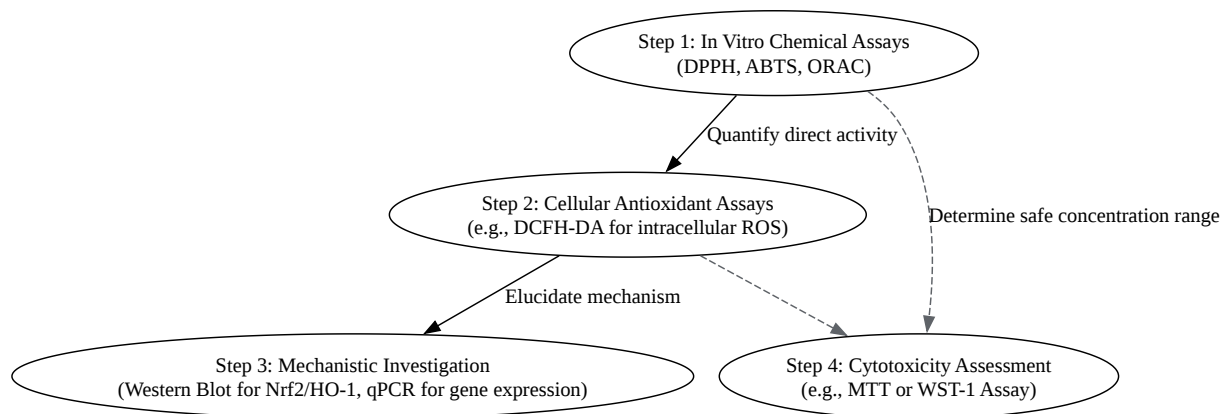 Step 1: In Vitro Chemical Assays
(DPPH, ABTS, ORAC)
Quantify direct activity
Step 2: Cellular Antioxidant Assays
(e.g., DCFH-DA for intracellular ROS)
Determine safe concentration range
Elucidate mechanism
Step 3: Mechanistic Investigation
(Western Blot for Nrf2/HO-1, qPCR for gene expression)
Step 4: Cytotoxicity Assessment
(e.g., MTT or WST-1 Assay)